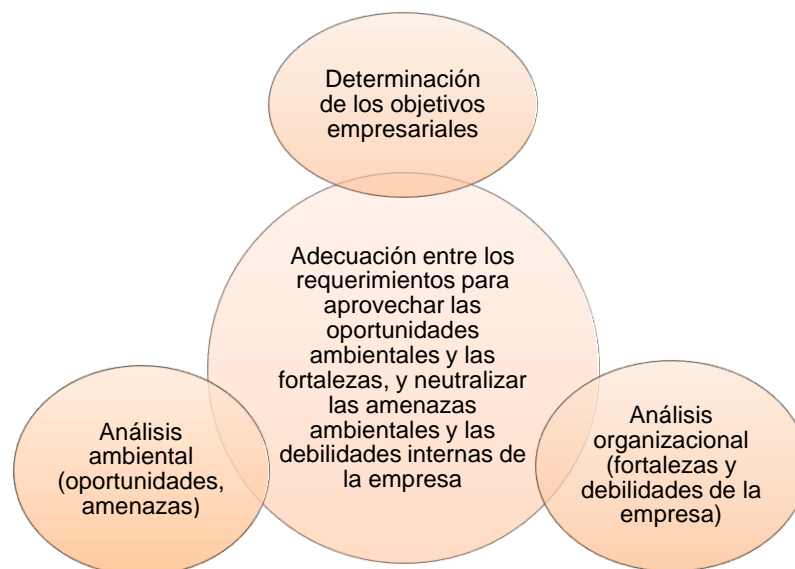 Determinación
de los objetivos
empresariales
Adecuación entre los
requerimientos para
aprovechar las
oportunidades
ambientales y las
fortalezas, y neutralizar
las amenazas
ambientales y las
debilidades internas de
la empresa
Análisis
ambiental
(oportunidades,
amenazas)
Análisis
organizacional
(fortalezas y
debilidades de la
empresa)